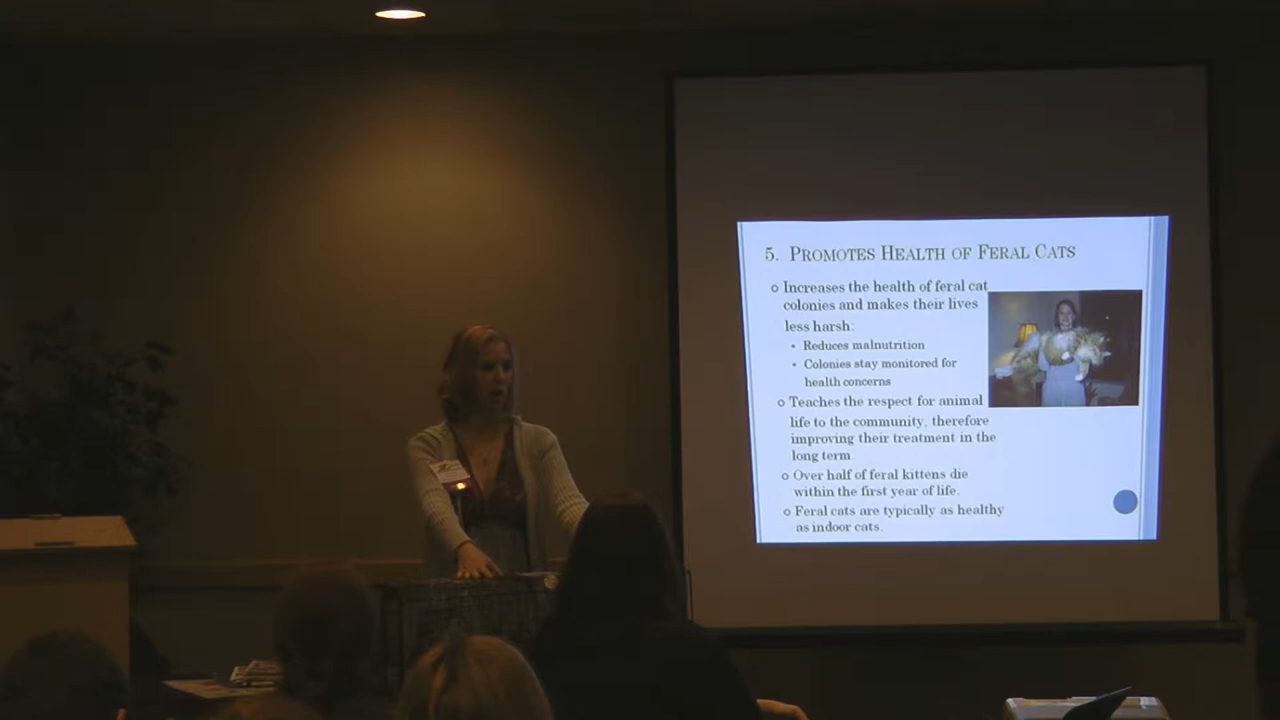 5. PROMOTES HEALTH OF FERAL CATS
Increases the health of feral cat
colonies and makes their lives
less harsh:
Reduces malnutrition
Colonies stay monitored for
health concerns
Teaches the respect for animal
life to the community, therefore
improving their treatment in the
long term
Over half of feral kittens die
within the first year of life.
Feral cats are typically as healthy
as indoor cats.